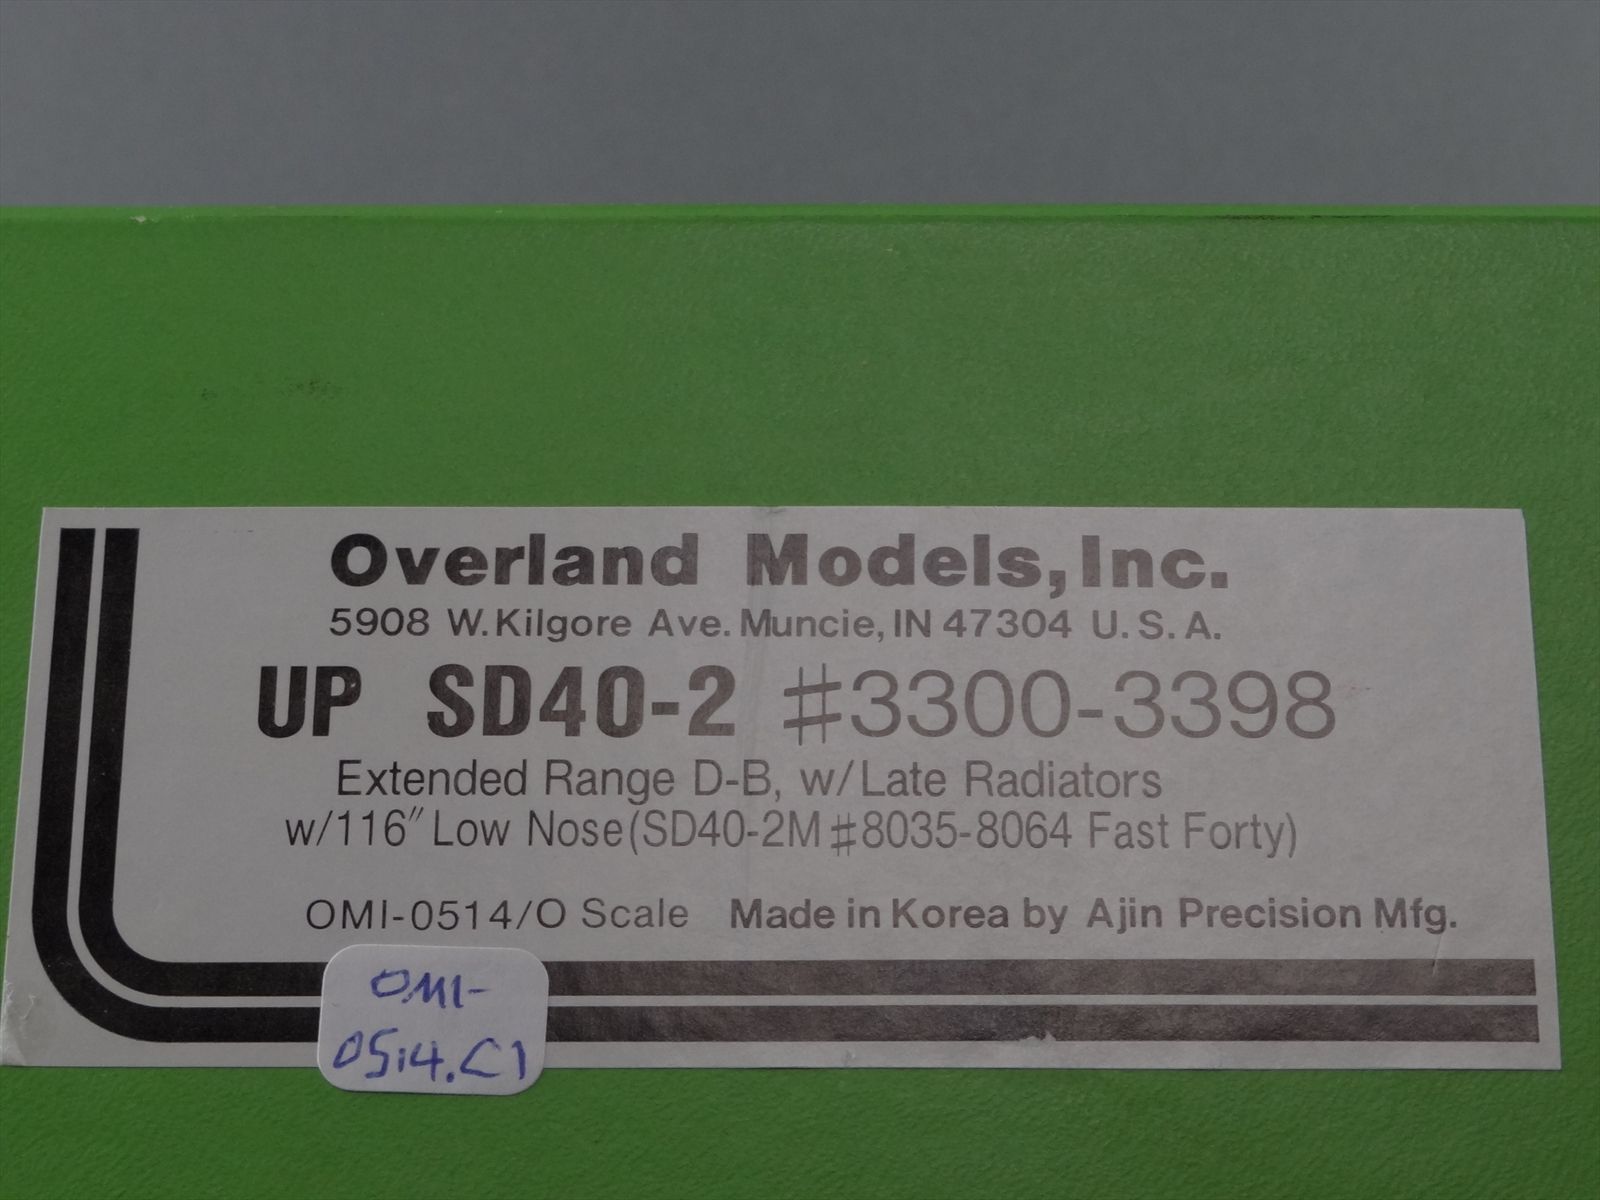 Overland Models, Inc.
5908 W. Kilgore Ave. Muncie, IN 47304 U.S.A.
UP SD40-2 #3300-3398
Extended Range D-B, w/Late Radiators
w/116" Low Nose(SD40-2M #8035-8064 Fast Forty)
OMI-0514/O Scale Made in Korea by Ajin Precision Mfg.
OMI-
0514.C1